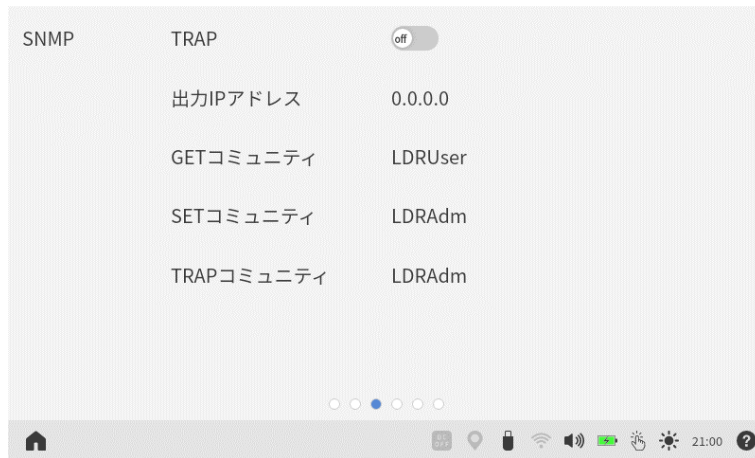 SNMP TRAP off
出力IPアドレス 0.0.0.0
GETコミュニティ LDRUser
SETコミュニティ LDRAdm
TRAPコミュニティ LDRAdm
21:00 ?